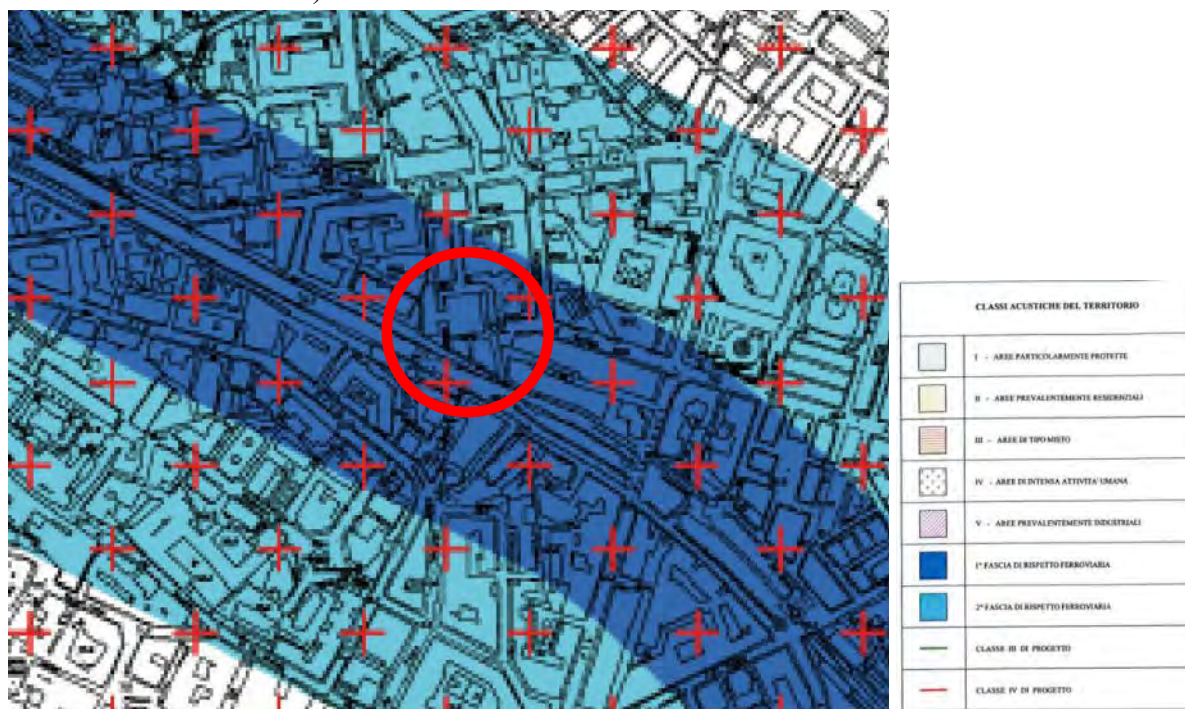 CLASSI ACUSTICHE DEL TERRITORIO
I - AREE PARTICOLARMENTE PROTETTE
II - AREE PREVALENTEMENTE RESIDENZIALI
III - AREE DI TIPO MISTO
IV - AREE DI INTENSA ATTIVITA' UMANA
V - AREE PREVALENTEMENTE INDUSTRIALI
1ª FASCIA DI RISPETTO FERROVIARIA
2ª FASCIA DI RISPETTO FERROVIARIA
CLASSE III DI PROGETTO
CLASSE IV DI PROGETTO